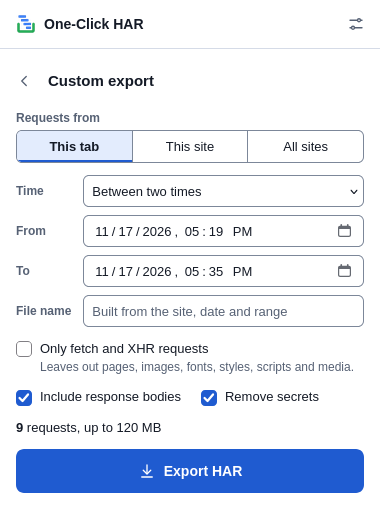 One-Click HAR
Custom export
Requests from
This tab
This site
All sites
Time
Between two times
From
11 / 17 / 2026 , 05 : 19 PM
To
11 / 17 / 2026 , 05 : 35 PM
File name
Built from the site, date and range
Only fetch and XHR requests
Leaves out pages, images, fonts, styles, scripts and media.
Include response bodies
Remove secrets
9 requests, up to 120 MB
Export HAR